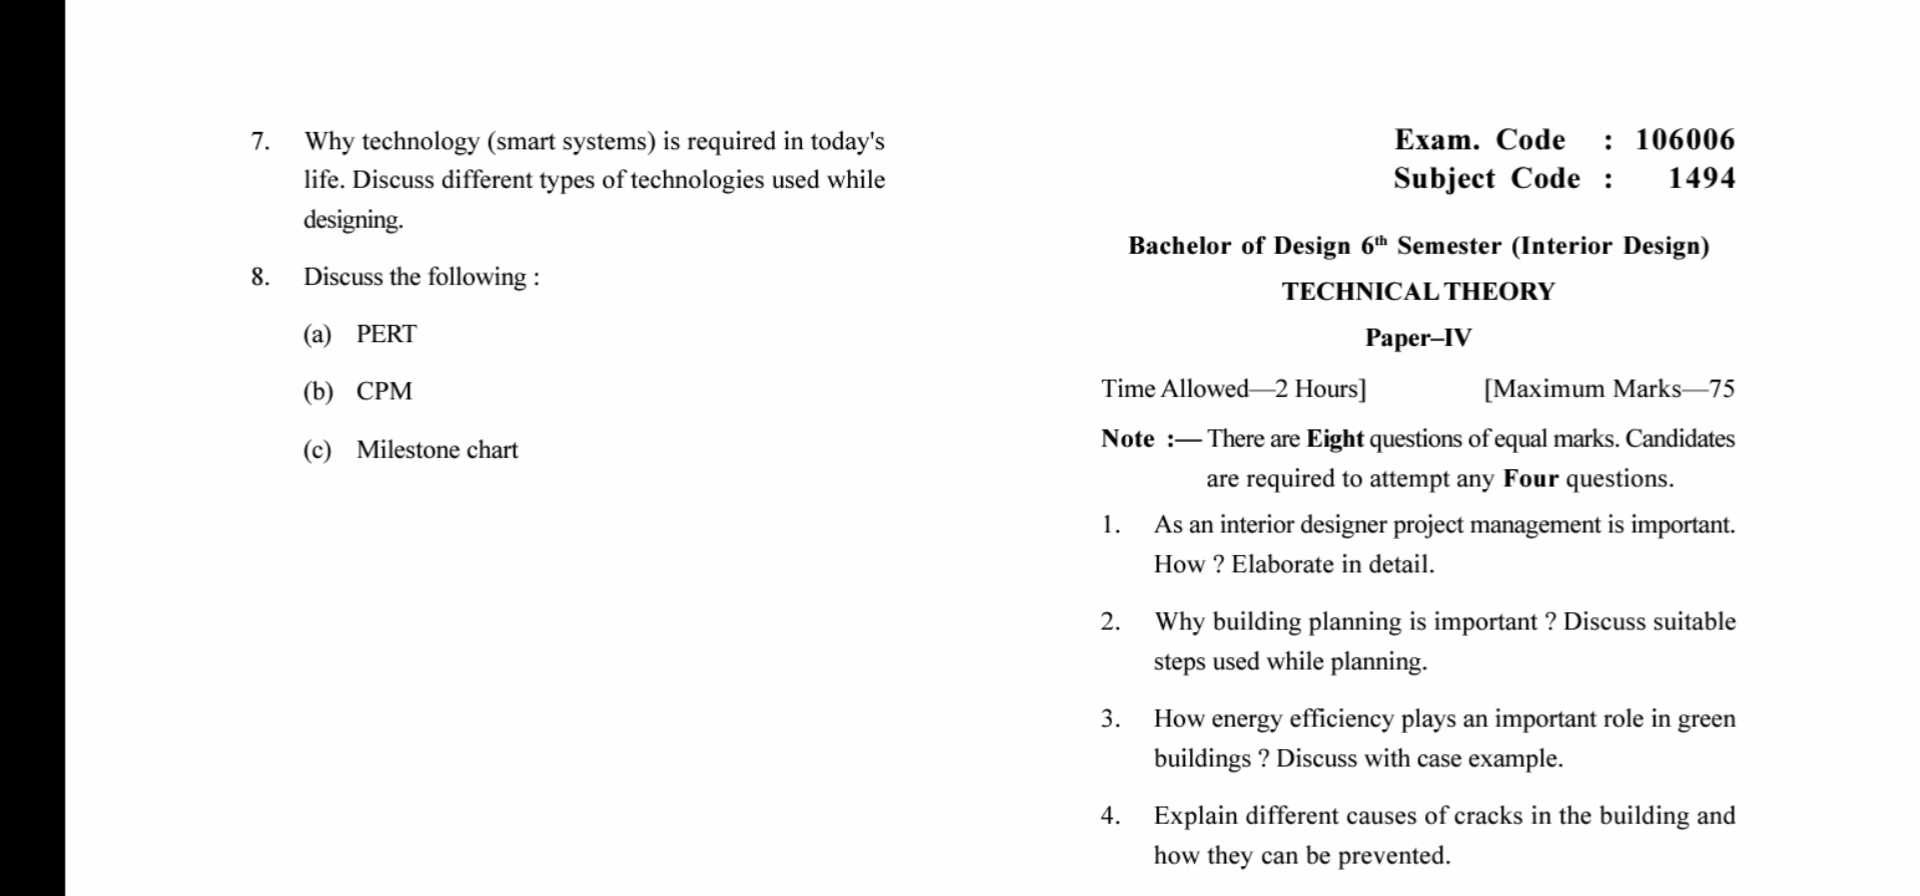 7. Why technology (smart systems) is required in today's
life. Discuss different types of technologies used while
designing.
8. Discuss the following :
(a) PERT
(b) CPM
(c) Milestone chart
Exam. Code : 106006
Subject Code : 1494
Bachelor of Design 6th Semester (Interior Design)
TECHNICAL THEORY
Paper–IV
Time Allowed—2 Hours] [Maximum Marks—75
Note :— There are Eight questions of equal marks. Candidates
are required to attempt any Four questions.
1. As an interior designer project management is important.
How ? Elaborate in detail.
2. Why building planning is important ? Discuss suitable
steps used while planning.
3. How energy efficiency plays an important role in green
buildings ? Discuss with case example.
4. Explain different causes of cracks in the building and
how they can be prevented.